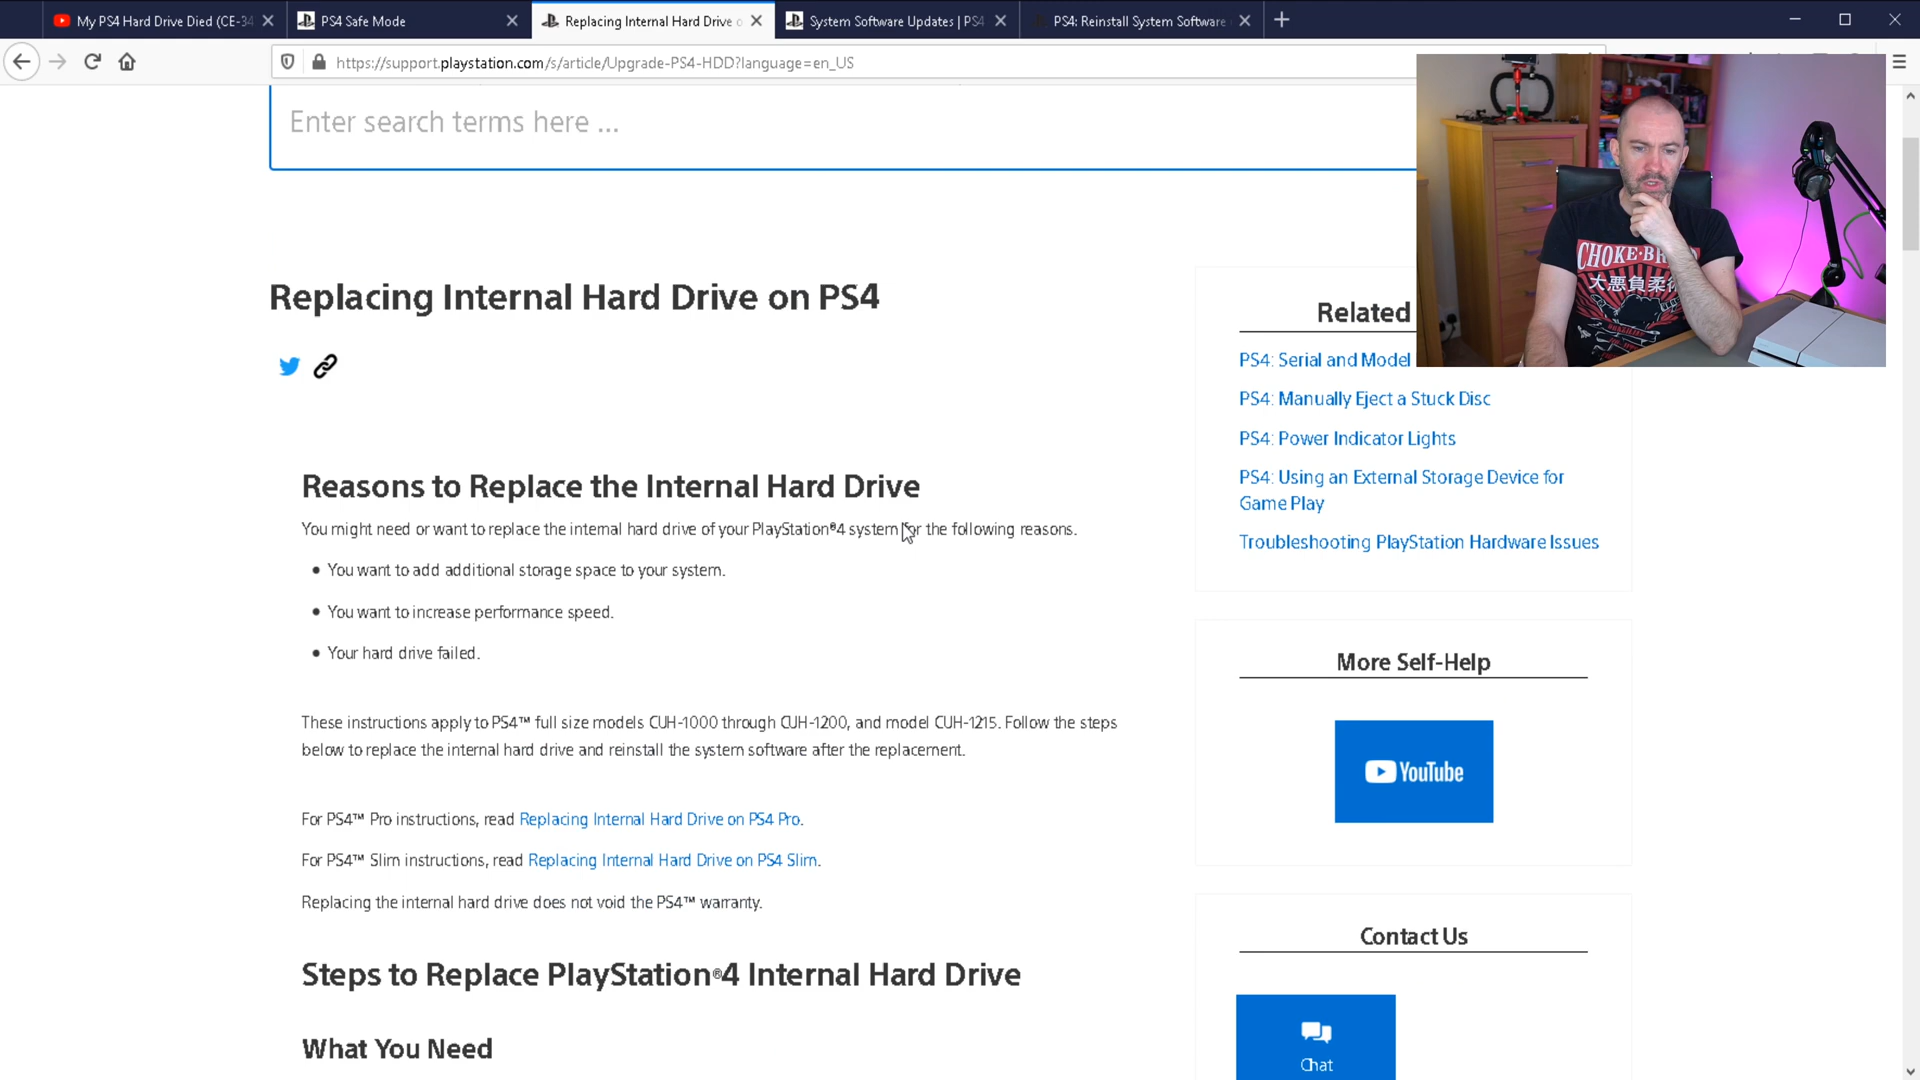 My PS4 Hard Drive Died (CE-34
PS4 Safe Mode
Replacing Internal Hard Drive o
System Software Updates | PS4
PS4: Reinstall System Software
https://support.playstation.com/s/article/Upgrade-PS4-HDD?language=en_US
Enter search terms here ...
CHOKE·B
大悪負柔術
Replacing Internal Hard Drive on PS4
Related
PS4: Serial and Model
PS4: Manually Eject a Stuck Disc
PS4: Power Indicator Lights
PS4: Using an External Storage Device for
Game Play
Troubleshooting PlayStation Hardware Issues
Reasons to Replace the Internal Hard Drive
You might need or want to replace the internal hard drive of your PlayStation®4 system for the following reasons.
• You want to add additional storage space to your system.
• You want to increase performance speed.
• Your hard drive failed.
More Self-Help
YouTube
These instructions apply to PS4™ full size models CUH-1000 through CUH-1200, and model CUH-1215. Follow the steps
below to replace the internal hard drive and reinstall the system software after the replacement.
For PS4™ Pro instructions, read Replacing Internal Hard Drive on PS4 Pro.
For PS4™ Slim instructions, read Replacing Internal Hard Drive on PS4 Slim.
Replacing the internal hard drive does not void the PS4™ warranty.
Contact Us
Steps to Replace PlayStation®4 Internal Hard Drive
What You Need
Chat